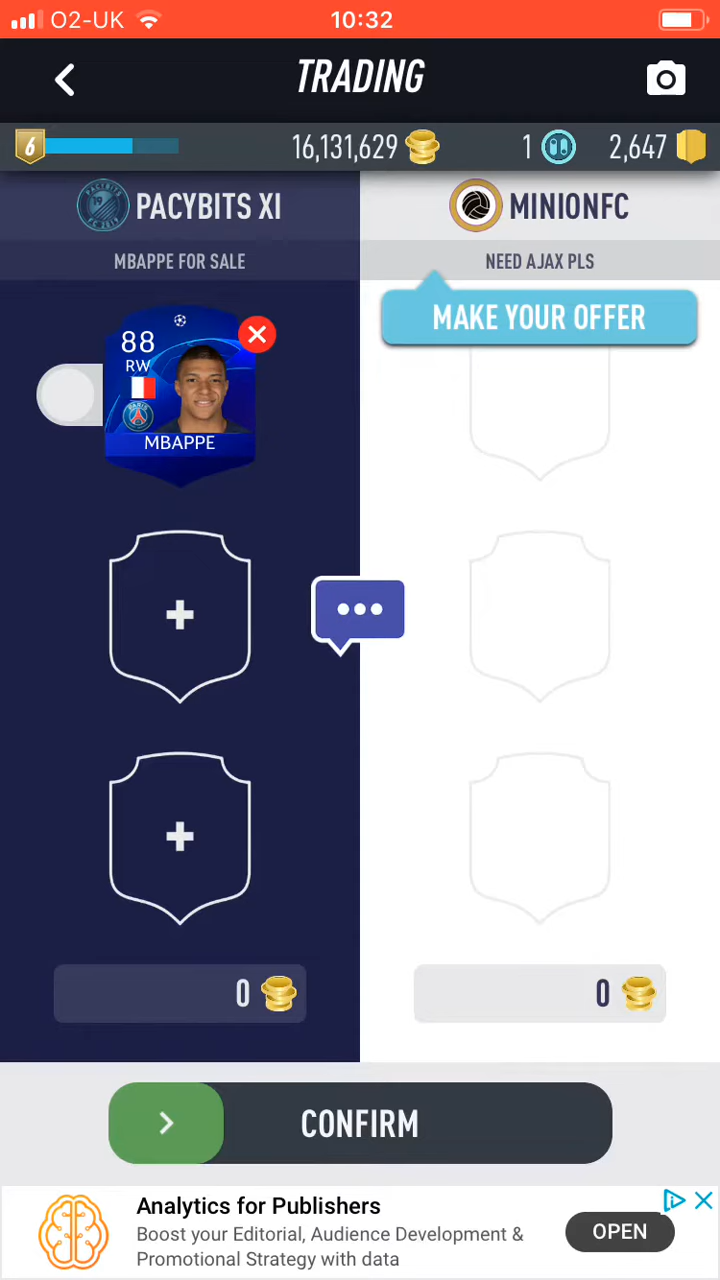 O2-UK
10:32
TRADING
6
16,131,629
1
2,647
PACYBITS XI
MINIONFC
MBAPPE FOR SALE
NEED AJAX PLS
MAKE YOUR OFFER
88
RW
MBAPPE
0
0
CONFIRM
Analytics for Publishers
Boost your Editorial, Audience Development &
Promotional Strategy with data
OPEN